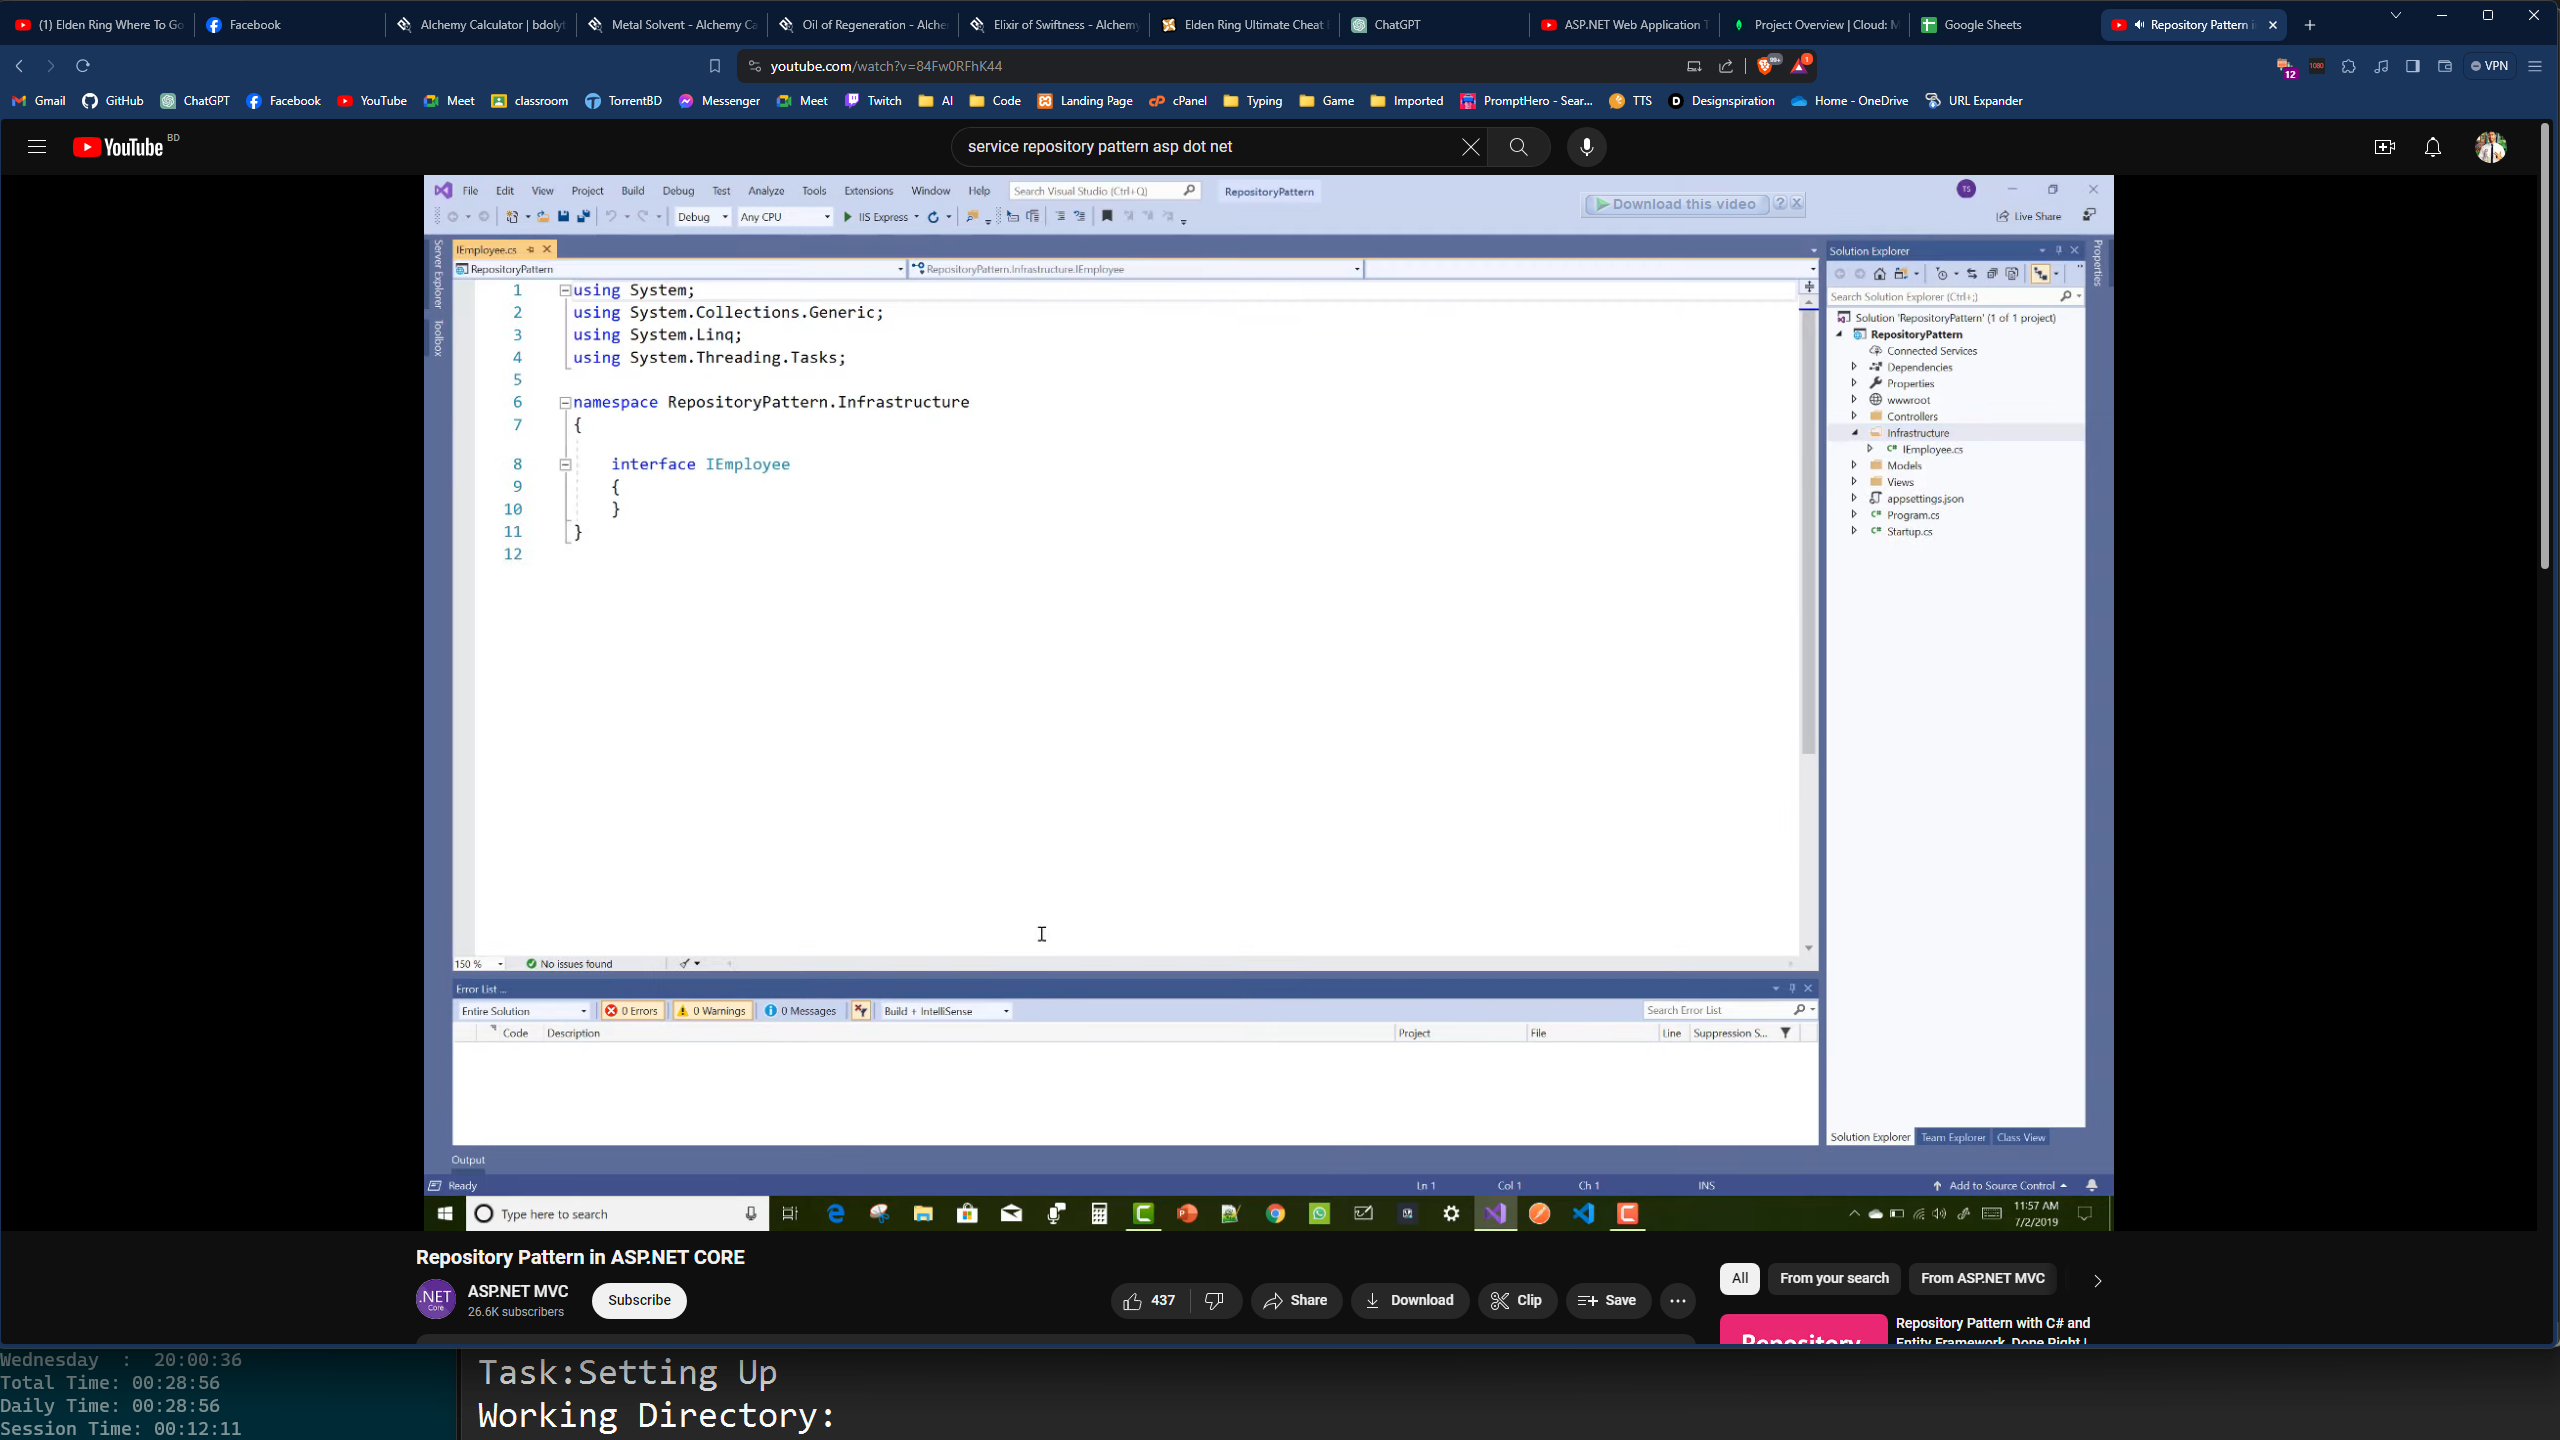 (1) Elden Ring Where To Go
Facebook
Alchemy Calculator | bdolyt
Metal Solvent - Alchemy Ca
Oil of Regeneration - Alche
Elixir of Swiftness - Alchemy
Elden Ring Ultimate Cheat
ChatGPT
ASP.NET Web Application T
Project Overview | Cloud: M
Google Sheets
Repository Pattern i
youtube.com/watch?v=84Fw0RFhK44
VPN
12
1080
Gmail GitHub ChatGPT Facebook YouTube Meet classroom TorrentBD Messenger Meet Twitch AI Code Landing Page cPanel Typing Game Imported PromptHero - Sear... TTS Designspiration Home - OneDrive URL Expander
YouTube BD
service repository pattern asp dot net
File Edit View Project Build Debug Test Analyze Tools Extensions Window Help Search Visual Studio (Ctrl+Q) RepositoryPattern
TS
Download this video
Debug Any CPU IIS Express
Live Share
Server Explorer
Toolbox
IEmployee.cs
RepositoryPattern
RepositoryPattern.Infrastructure.IEmployee
1 using System;
2 using System.Collections.Generic;
3 using System.Linq;
4 using System.Threading.Tasks;
5
6 namespace RepositoryPattern.Infrastructure
7 {
8 interface IEmployee
9 {
10 }
11 }
12
Solution Explorer
Properties
Search Solution Explorer (Ctrl+;)
Solution 'RepositoryPattern' (1 of 1 project)
RepositoryPattern
Connected Services
Dependencies
Properties
wwwroot
Controllers
Infrastructure
IEmployee.cs
Models
Views
appsettings.json
Program.cs
Startup.cs
150 % No issues found
Error List ...
Entire Solution 0 Errors 0 Warnings 0 Messages Build + IntelliSense Search Error List
Code Description Project File Line Suppression S...
Solution Explorer Team Explorer Class View
Output
Ready Ln 1 Col 1 Ch 1 INS Add to Source Control
Type here to search
11:57 AM
7/2/2019
Repository Pattern in ASP.NET CORE
.NET
Core
ASP.NET MVC
26.6K subscribers
Subscribe
437
Share
Download
Clip
Save
All
From your search
From ASP.NET MVC
Repository
Repository Pattern with C# and
Entity Framework, Done Right |
Wednesday : 20:00:36
Total Time: 00:28:56
Daily Time: 00:28:56
Session Time: 00:12:11
Task:Setting Up
Working Directory: